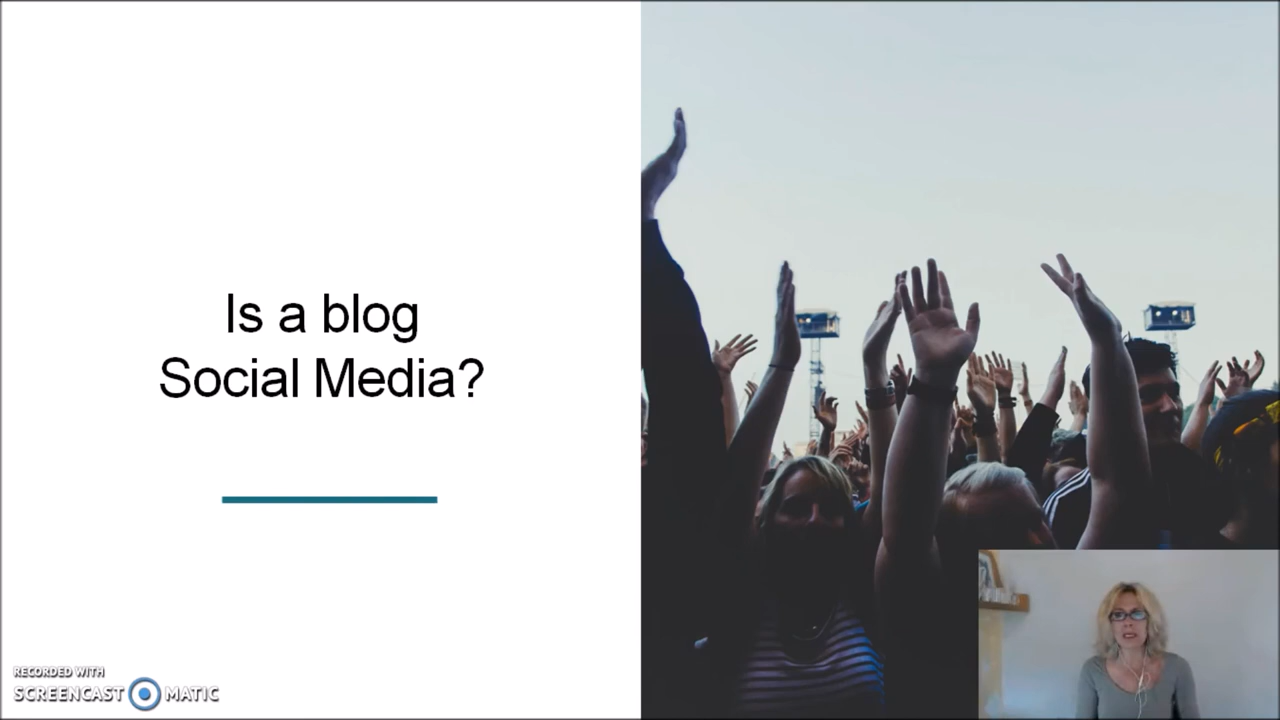 Is a blog
Social Media?
RECORDED WITH
SCREENCAST MATIC